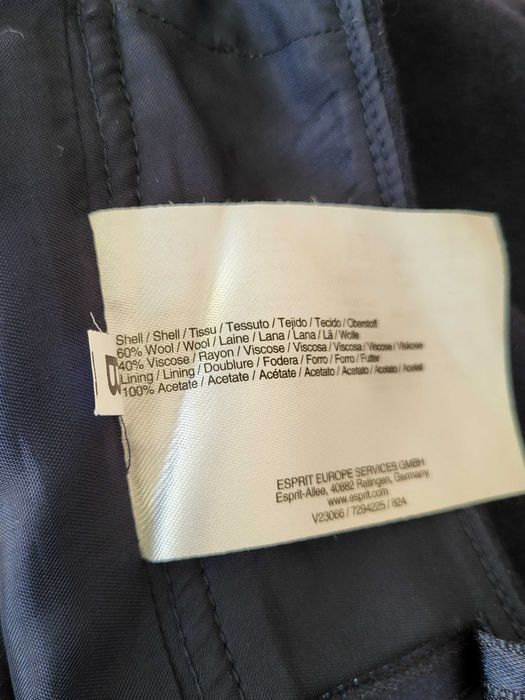 Shell / Shell / Tissu / Tessuto / Tejido / Tecido / Oberstoff
60% Wool / Wool / Laine / Lana / Lana / Lã / Wolle
40% Viscose / Rayon / Viscose / Viscosa / Viscosa / Viscose / Viskose
Lining / Lining / Doublure / Fodera / Forro / Forro / Futter
100% Acetate / Acetate / Acétate / Acetato / Acetato / Acetato / Acetat
ESPRIT EUROPE SERVICES GMBH
Esprit-Allee, 40882 Ratingen, Germany
www.esprit.com
V23066 / 7294225 / 824